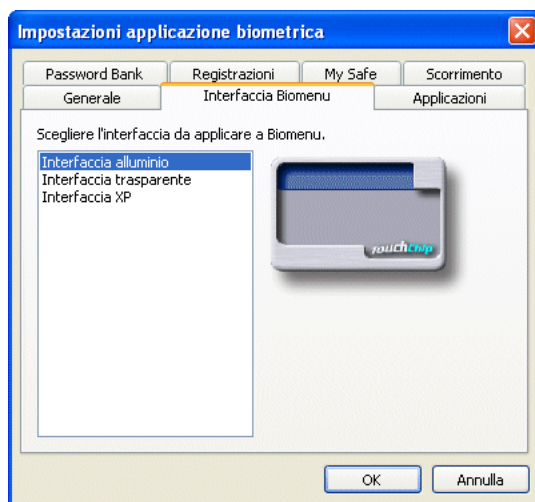 Impostazioni applicazione biometrica
Password Bank Registrazioni My Safe Scorrimento
Generale Interfaccia Biomenu Applicazioni
Scegliere l'interfaccia da applicare a Biomenu.
Interfaccia alluminio
Interfaccia trasparente
Interfaccia XP
touchchip
OK Annulla